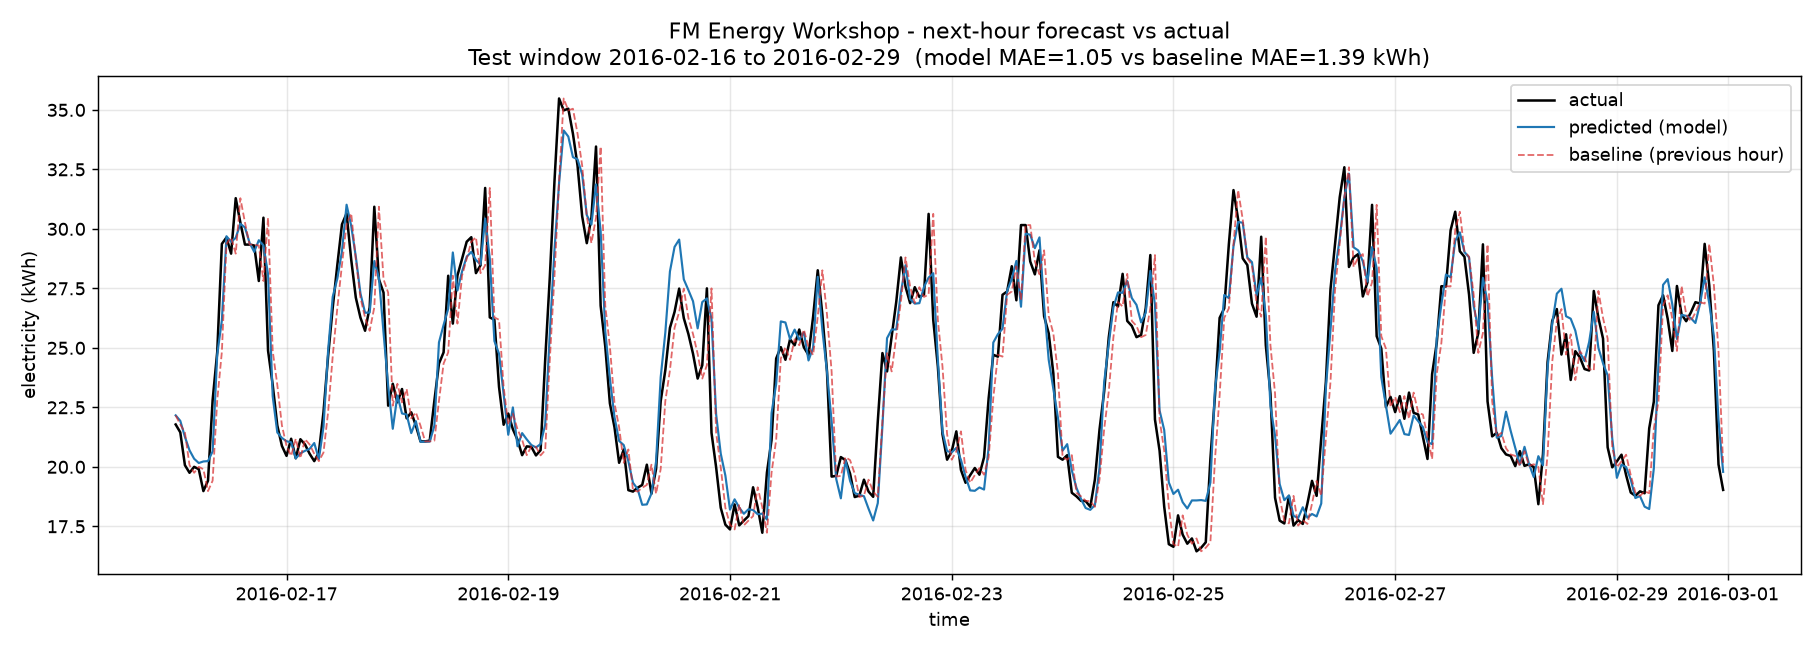 FM Energy Workshop - next-hour forecast vs actual
Test window 2016-02-16 to 2016-02-29  (model MAE=1.05 vs baseline MAE=1.39 kWh)
actual
predicted (model)
baseline (previous hour)
electricity (kWh)
35.0
32.5
30.0
27.5
25.0
22.5
20.0
17.5
2016-02-17
2016-02-19
2016-02-21
2016-02-23
2016-02-25
2016-02-27
2016-02-29
2016-03-01
time